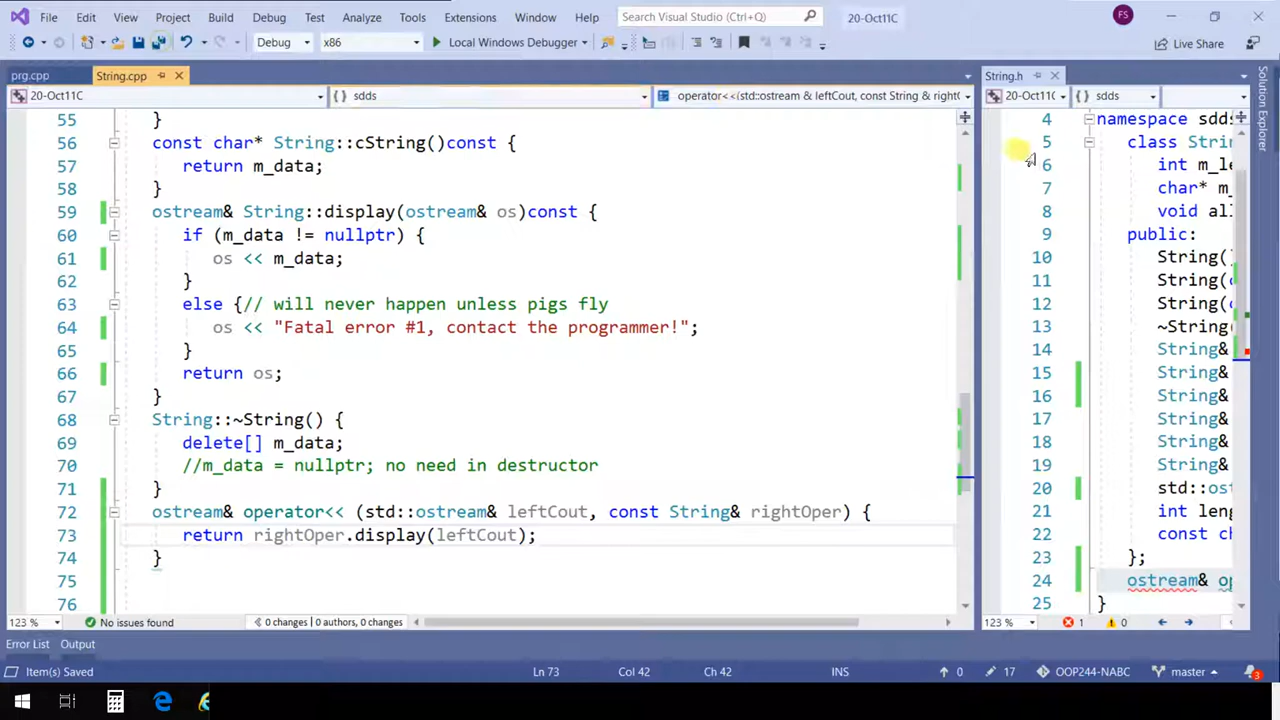 File Edit View Project Build Debug Test Analyze Tools Extensions Window Help Search Visual Studio (Ctrl+Q) 20-Oct11C FS
Debug x86 Local Windows Debugger Live Share
prg.cpp String.cpp String.h
20-Oct11C { } sdds operator<<(std::ostream & leftCout, const String & right 20-Oct11 { } sdds
55 }
56 const char* String::cString()const {
57 return m_data;
58 }
59 ostream& String::display(ostream& os)const {
60 if (m_data != nullptr) {
61 os << m_data;
62 }
63 else {// will never happen unless pigs fly
64 os << "Fatal error #1, contact the programmer!";
65 }
66 return os;
67 }
68 String::~String() {
69 delete[] m_data;
70 //m_data = nullptr; no need in destructor
71 }
72 ostream& operator<< (std::ostream& leftCout, const String& rightOper) {
73 return rightOper.display(leftCout);
74 }
75
76
4 namespace sdds
5 class Strin
6 int m_le
7 char* m_
8 void all
9 public:
10 String()
11 String(c
12 String(c
13 ~String(
14 String&
15 String&
16 String&
17 String&
18 String&
19 String&
20 std::ost
21 int leng
22 const ch
23 };
24 ostream& op
25 }
Solution Explorer
123 % No issues found 0 changes | 0 authors, 0 changes 123 % 1 0
Error List Output
Item(s) Saved Ln 73 Col 42 Ch 42 INS 0 17 OOP244-NABC master 3